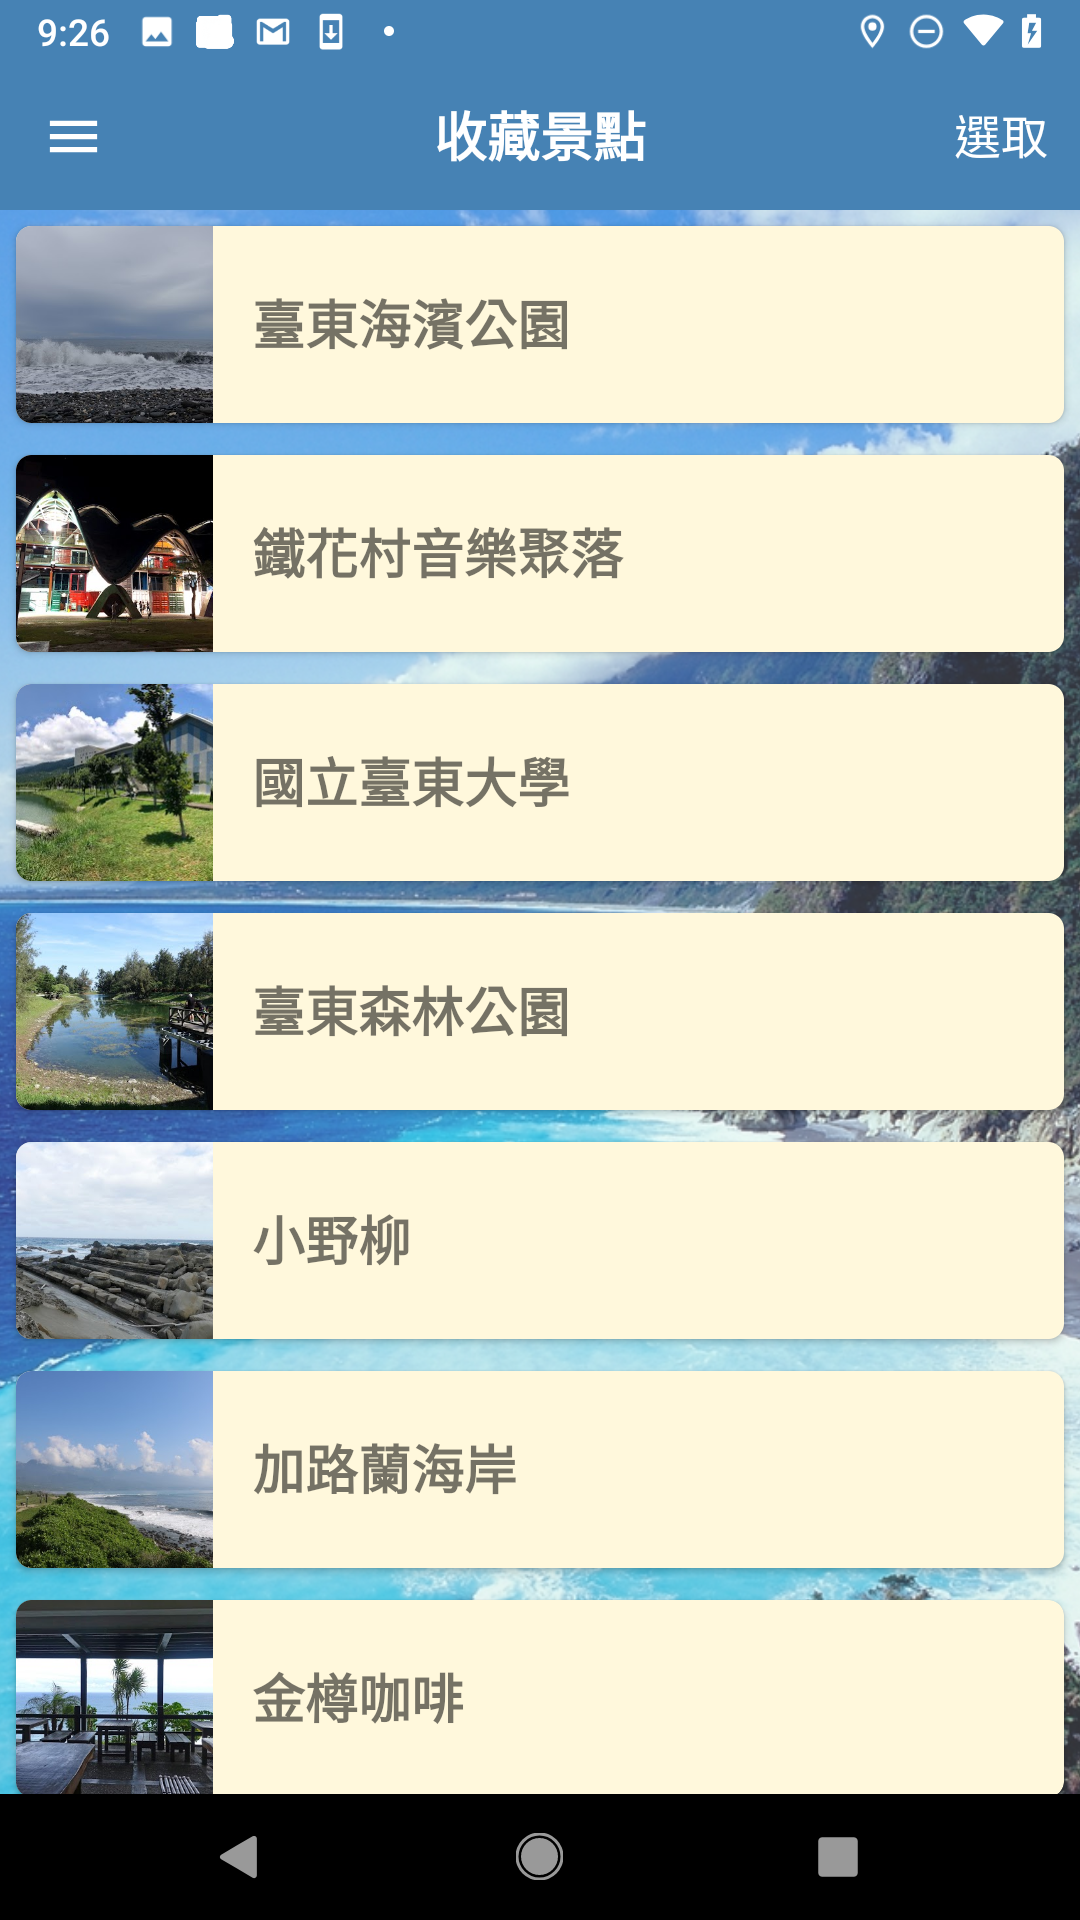 9:26
收藏景點
選取
臺東海濱公園
鐵花村音樂聚落
國立臺東大學
臺東森林公園
小野柳
加路蘭海岸
金樽咖啡